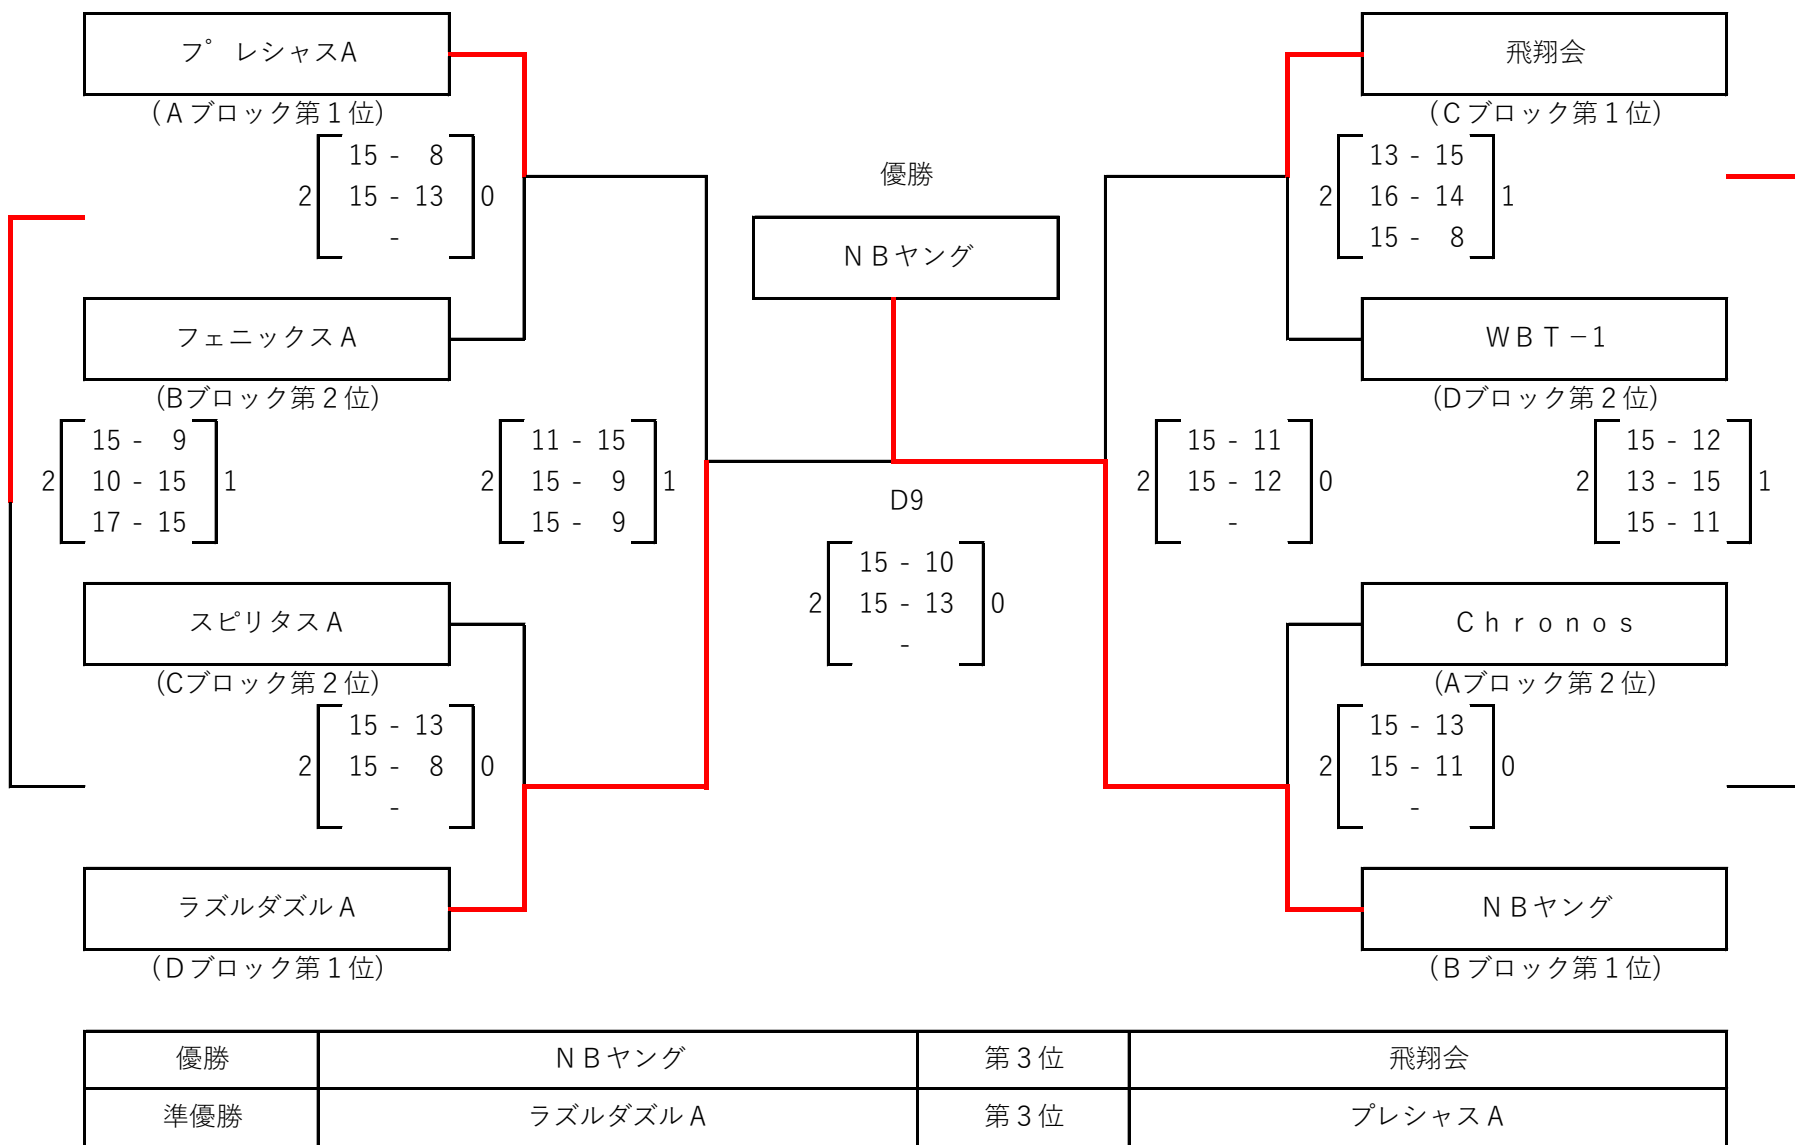 プ゜レシャスA
飛翔会
(Aブロック第1位)
(Cブロック第1位)
15 - 8
2 15 - 13 0
-
優勝
13 - 15
2 16 - 14 1
15 - 8
NBヤング
フェニックスA
WBT−1
(Bブロック第2位)
(Dブロック第2位)
15 - 9
2 10 - 15 1
17 - 15
11 - 15
2 15 - 9 1
15 - 9
D9
15 - 10
2 15 - 13 0
-
15 - 11
2 15 - 12 0
-
15 - 12
2 13 - 15 1
15 - 11
スピリタスA
Chronos
(Cブロック第2位)
(Aブロック第2位)
15 - 13
2 15 - 8 0
-
15 - 13
2 15 - 11 0
-
ラズルダズルA
NBヤング
(Dブロック第1位)
(Bブロック第1位)
優勝 NBヤング 第3位 飛翔会
準優勝 ラズルダズルA 第3位 プレシャスA